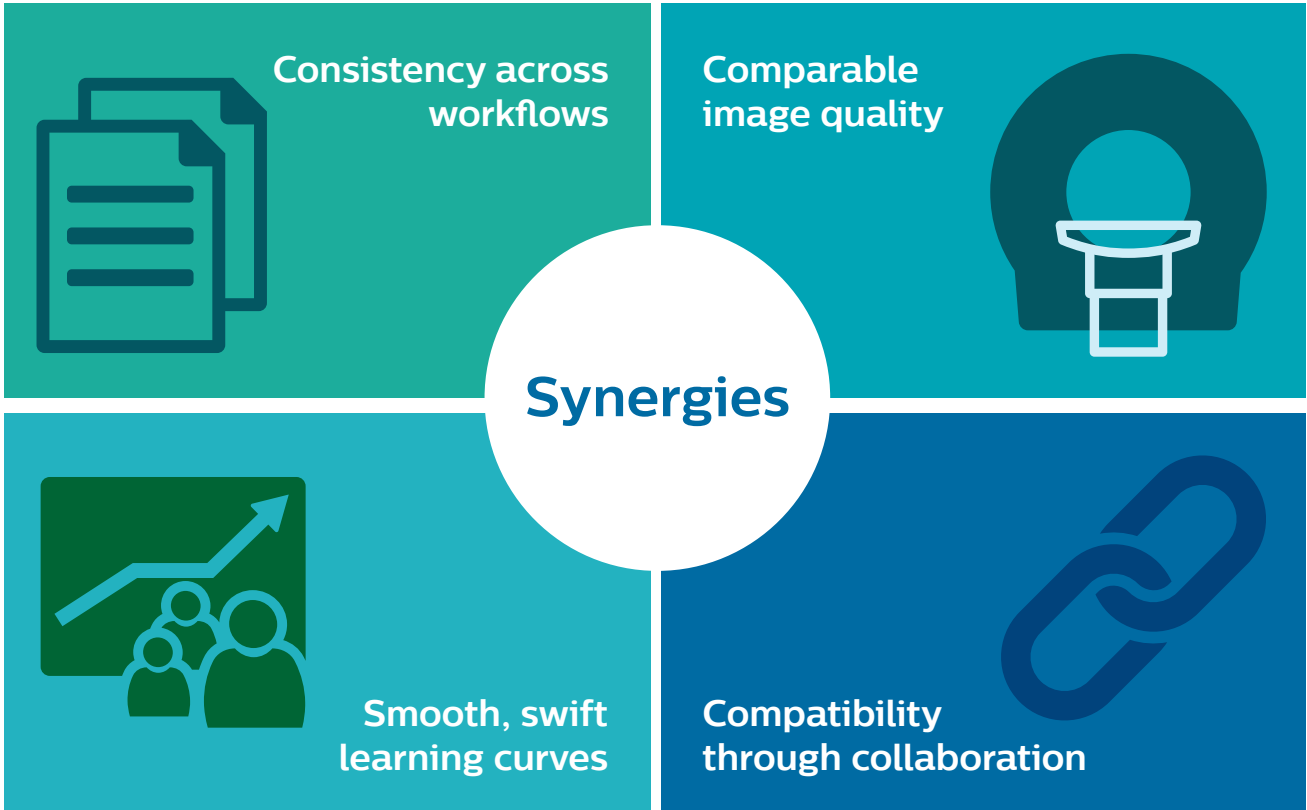 Consistency across
workflows
Comparable
image quality
Synergies
Smooth, swift
learning curves
Compatibility
through collaboration